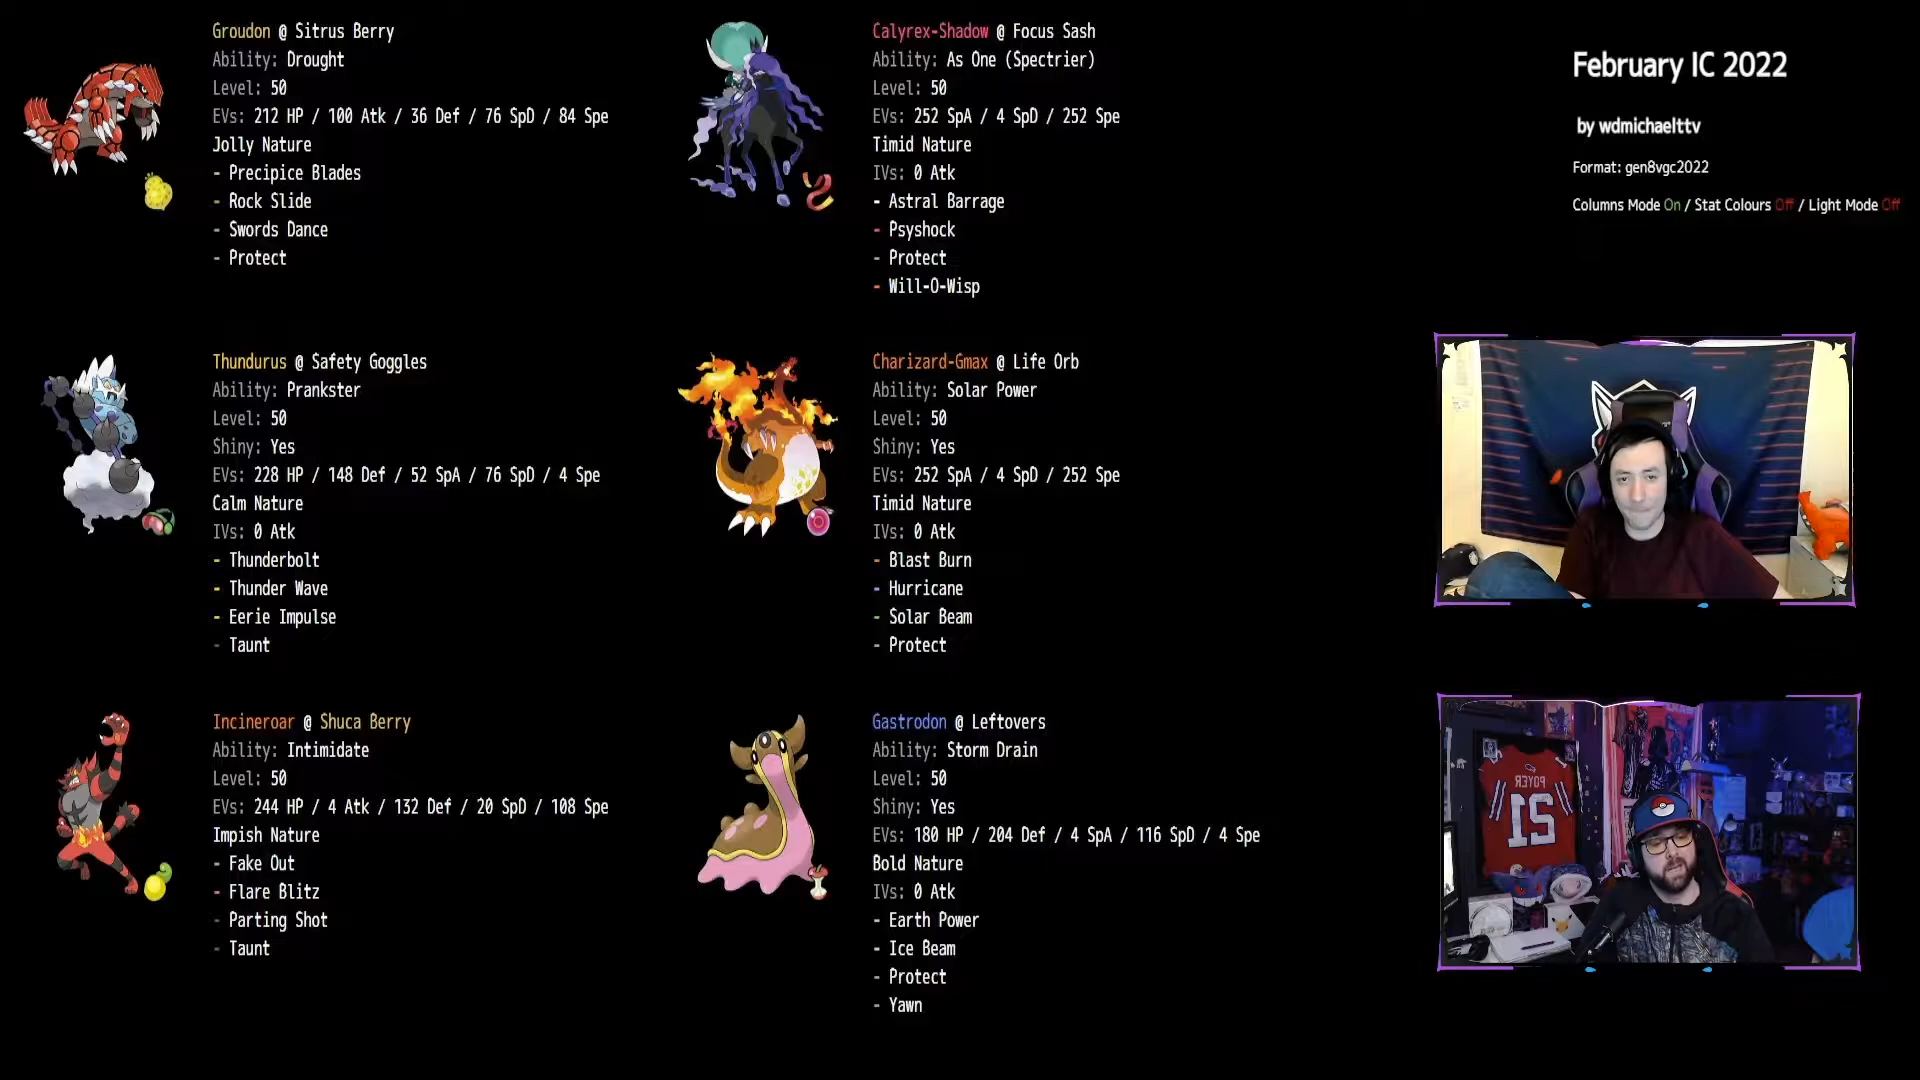 Groudon @ Sitrus Berry
Ability: Drought
Level: 50
EVs: 212 HP / 100 Atk / 36 Def / 76 SpD / 84 Spe
Jolly Nature
- Precipice Blades
- Rock Slide
- Swords Dance
- Protect
Calyrex-Shadow @ Focus Sash
Ability: As One (Spectrier)
Level: 50
EVs: 252 SpA / 4 SpD / 252 Spe
Timid Nature
IVs: 0 Atk
- Astral Barrage
- Psyshock
- Protect
- Will-O-Wisp
February IC 2022
by wdmichaelttv
Format: gen8vgc2022
Columns Mode On / Stat Colours Off / Light Mode Off
Thundurus @ Safety Goggles
Ability: Prankster
Level: 50
Shiny: Yes
EVs: 228 HP / 148 Def / 52 SpA / 76 SpD / 4 Spe
Calm Nature
IVs: 0 Atk
- Thunderbolt
- Thunder Wave
- Eerie Impulse
- Taunt
Charizard-Gmax @ Life Orb
Ability: Solar Power
Level: 50
Shiny: Yes
EVs: 252 SpA / 4 SpD / 252 Spe
Timid Nature
IVs: 0 Atk
- Blast Burn
- Hurricane
- Solar Beam
- Protect
Incineroar @ Shuca Berry
Ability: Intimidate
Level: 50
EVs: 244 HP / 4 Atk / 132 Def / 20 SpD / 108 Spe
Impish Nature
- Fake Out
- Flare Blitz
- Parting Shot
- Taunt
Gastrodon @ Leftovers
Ability: Storm Drain
Level: 50
Shiny: Yes
EVs: 180 HP / 204 Def / 4 SpA / 116 SpD / 4 Spe
Bold Nature
IVs: 0 Atk
- Earth Power
- Ice Beam
- Protect
- Yawn
POYER
21